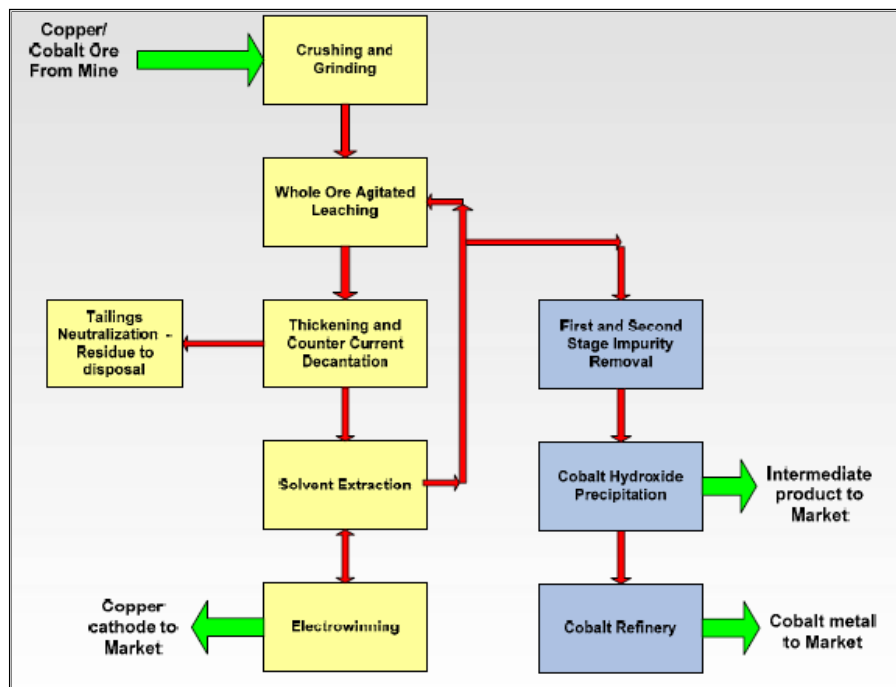 Copper/
Cobalt Ore
From Mine
Crushing and
Grinding
Whole Ore Agitated
Leaching
Tailings
Neutralization -
Residue to
disposal
Thickening and
Counter Current
Decantation
First and Second
Stage Impurity
Removal
Solvent Extraction
Cobalt Hydroxide
Precipitation
Intermediate
product to
Market
Copper
cathode to
Market
Electrowinning
Cobalt Refinery
Cobalt metal
to Market